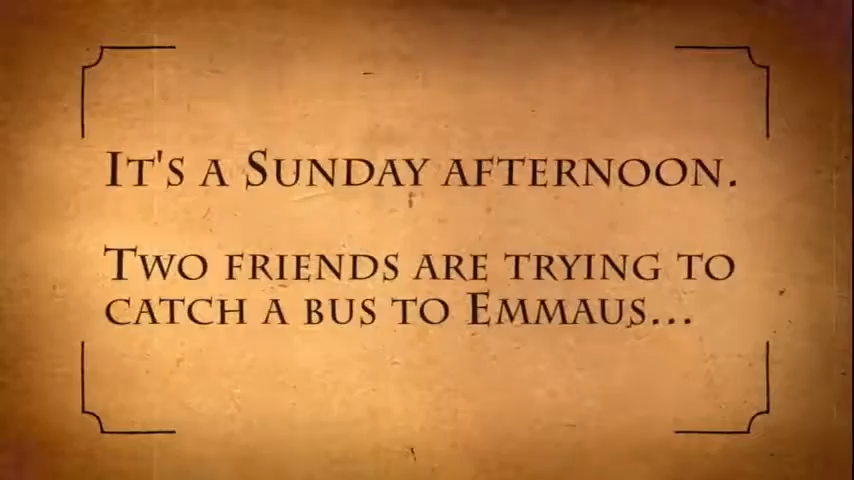 It's a Sunday afternoon.
Two friends are trying to
catch a bus to Emmaus...